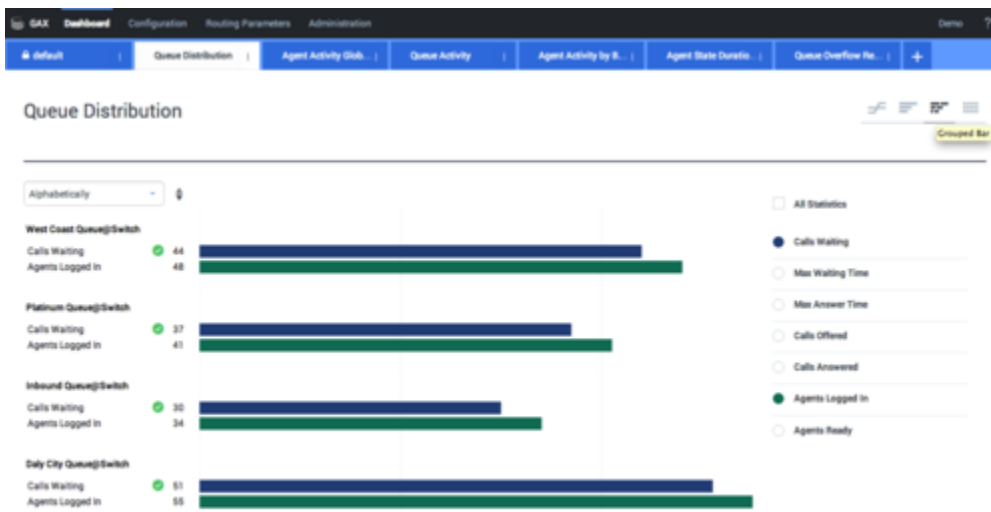 GAX Dashboard Configuration Routing Parameters Administration Demo ?
default Queue Distribution Agent Activity Glob... Queue Activity Agent Activity by B... Agent State Duratio... Queue Overflow Re... +
Queue Distribution
Grouped Bar
Alphabetically
All Statistics
West Coast Queue@Switch
Calls Waiting 44
Agents Logged In 48
Calls Waiting
Max Waiting Time
Platinum Queue@Switch
Calls Waiting 37
Agents Logged In 41
Max Answer Time
Calls Offered
Calls Answered
Inbound Queue@Switch
Calls Waiting 30
Agents Logged In 34
Agents Logged In
Agents Ready
Daly City Queue@Switch
Calls Waiting 51
Agents Logged In 55